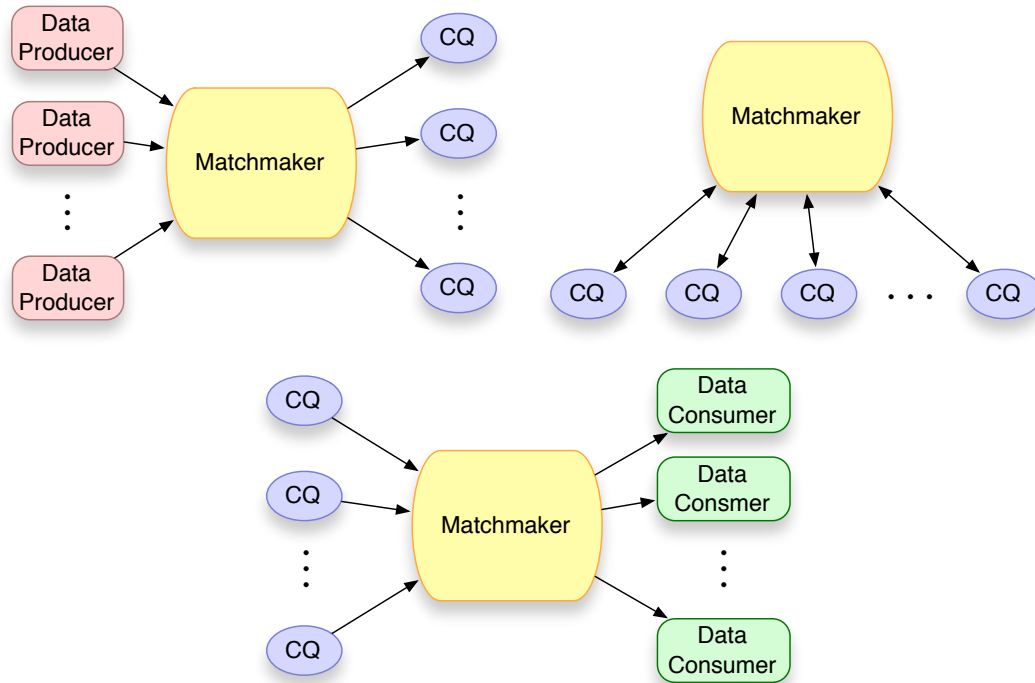 Data
Producer
Data
Producer
Data
Producer
Matchmaker
CQ
CQ
CQ
Matchmaker
CQ
CQ
CQ
CQ
CQ
CQ
CQ
Matchmaker
Data
Consumer
Data
Consmer
Data
Consumer